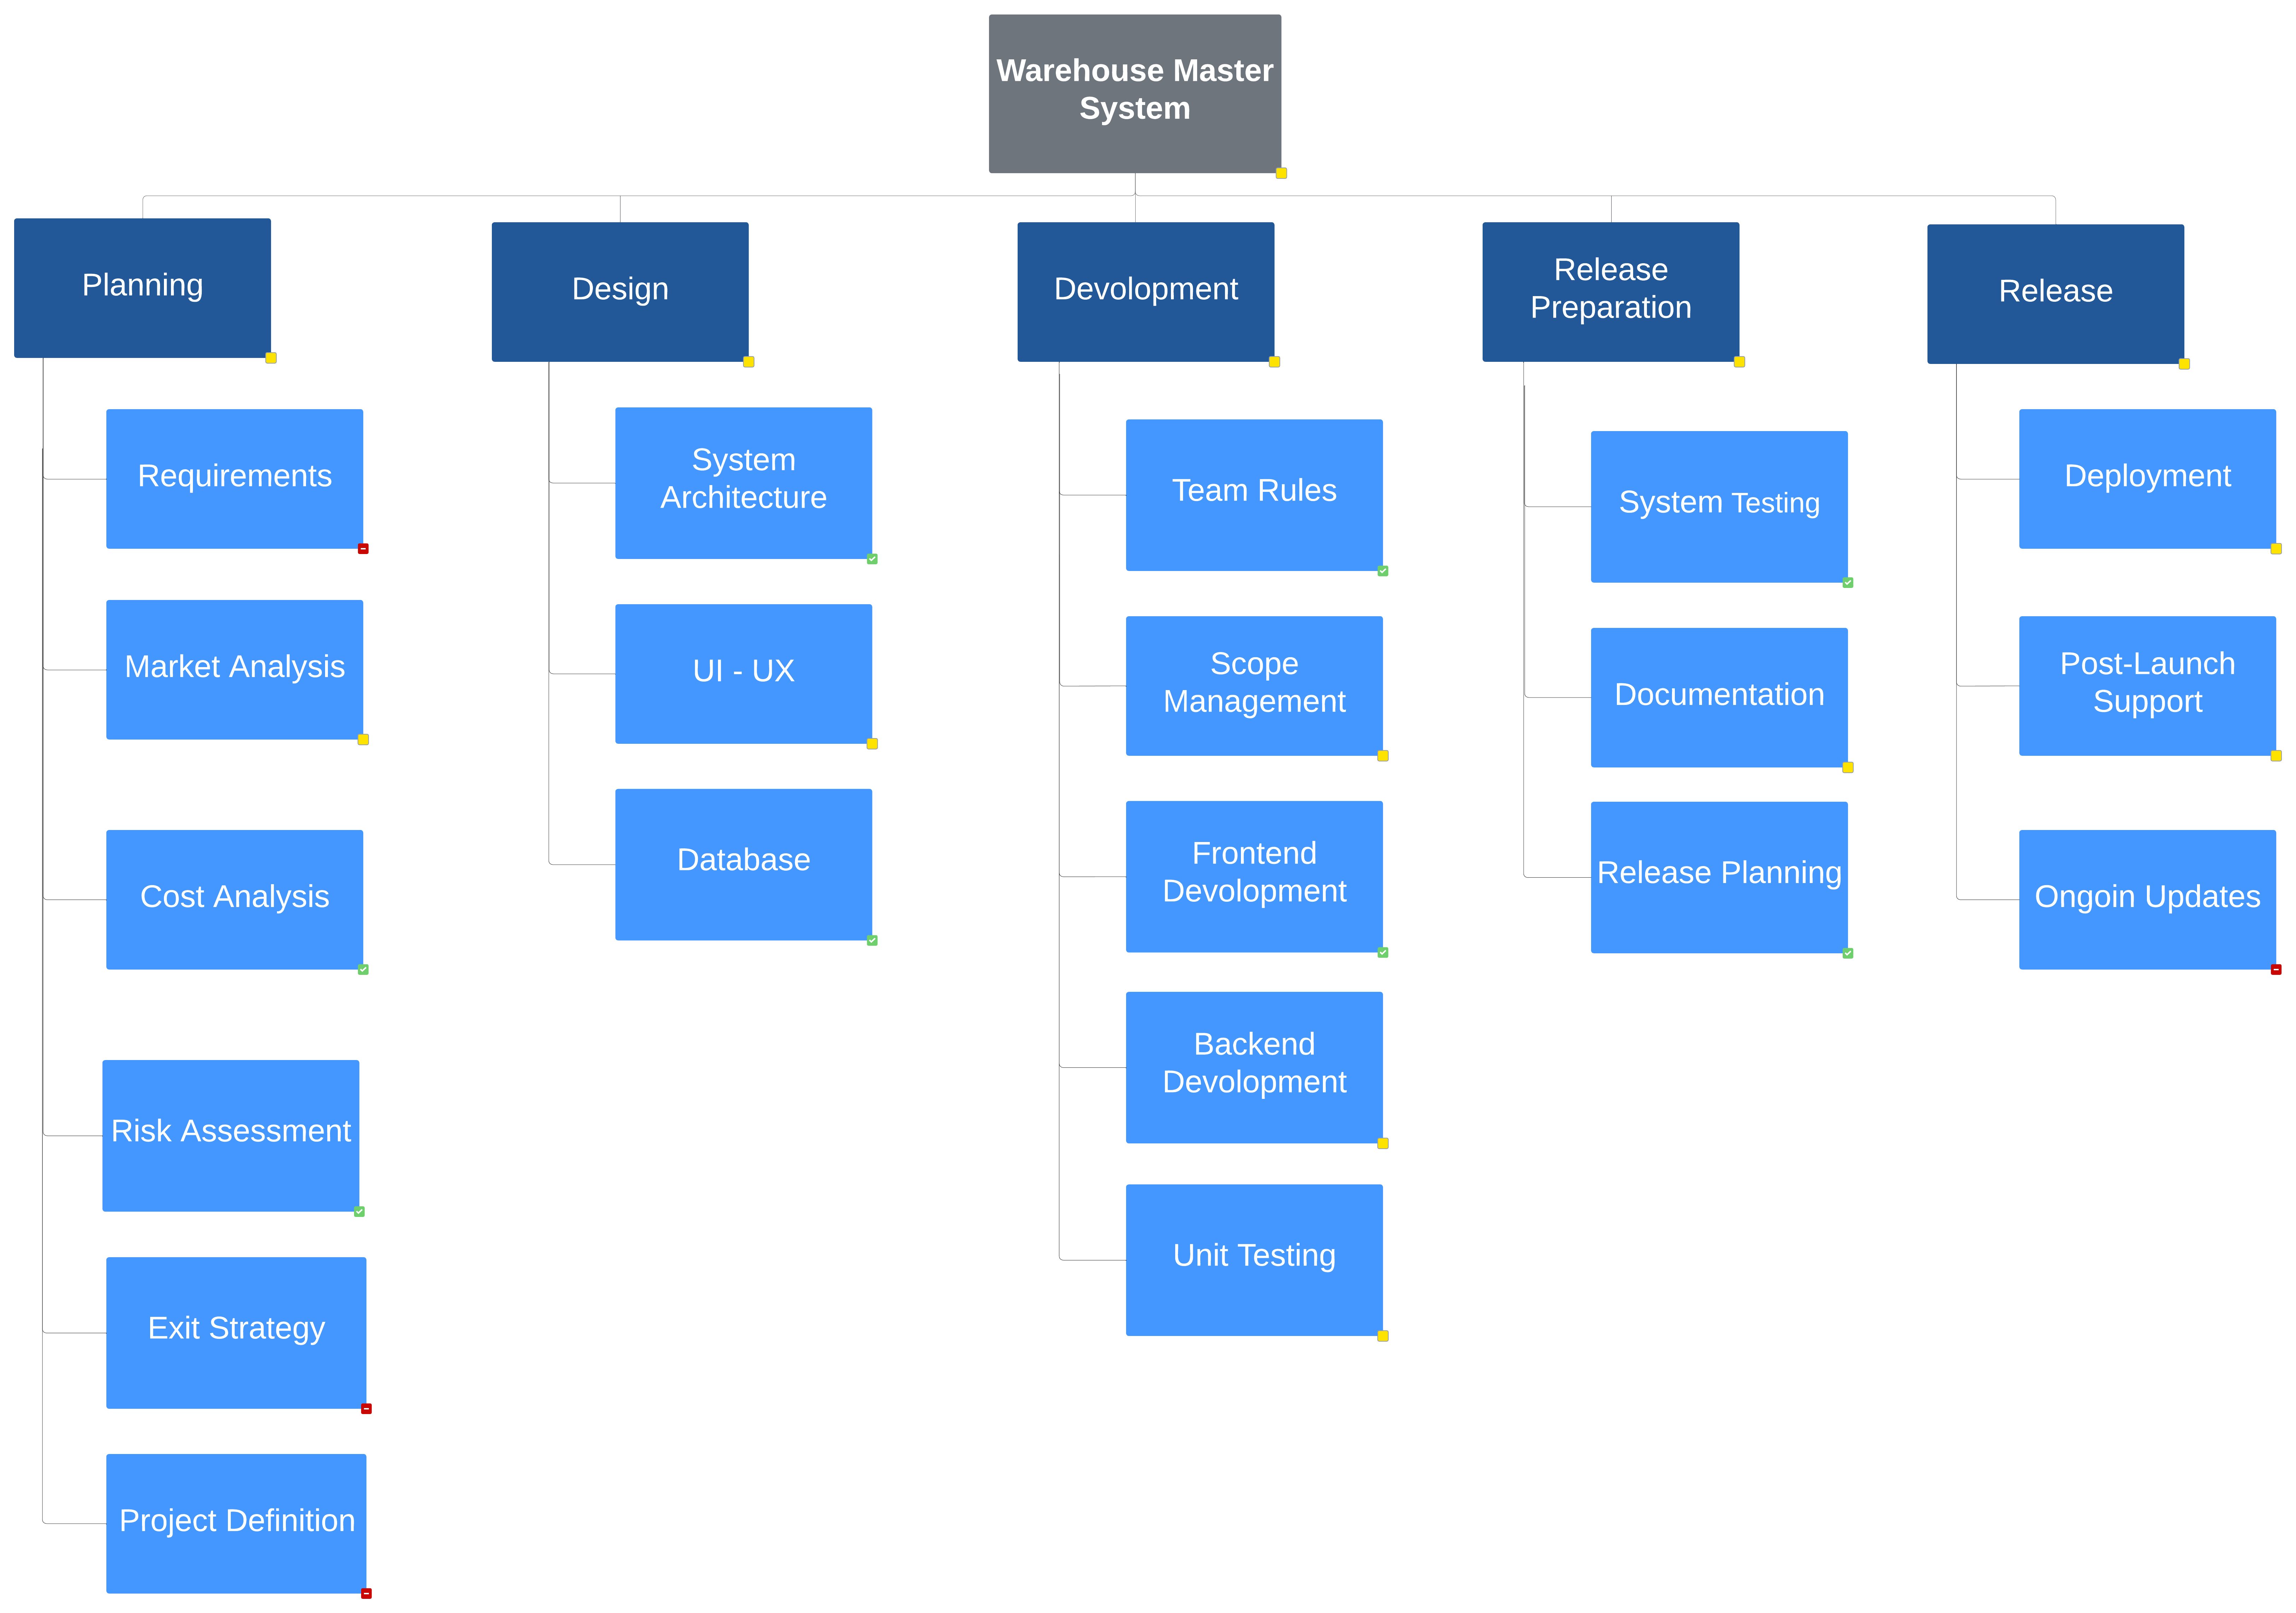 Warehouse Master
System
Planning
Design
Devolopment
Release
Preparation
Release
Requirements
Market Analysis
Cost Analysis
Risk Assessment
Exit Strategy
Project Definition
System
Architecture
UI - UX
Database
Team Rules
Scope
Management
Frontend
Devolopment
Backend
Devolopment
Unit Testing
System Testing
Documentation
Release Planning
Deployment
Post-Launch
Support
Ongoin Updates